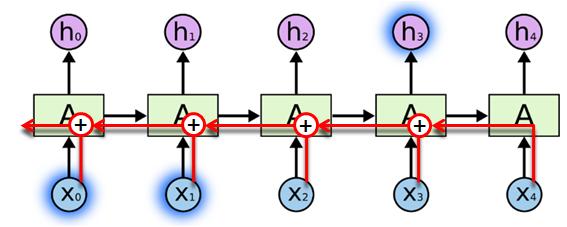 h₀ h₁ h₂ h₃ h₄
A A A A A
+ + + +
x₀ x₁ x₂ x₃ x₄